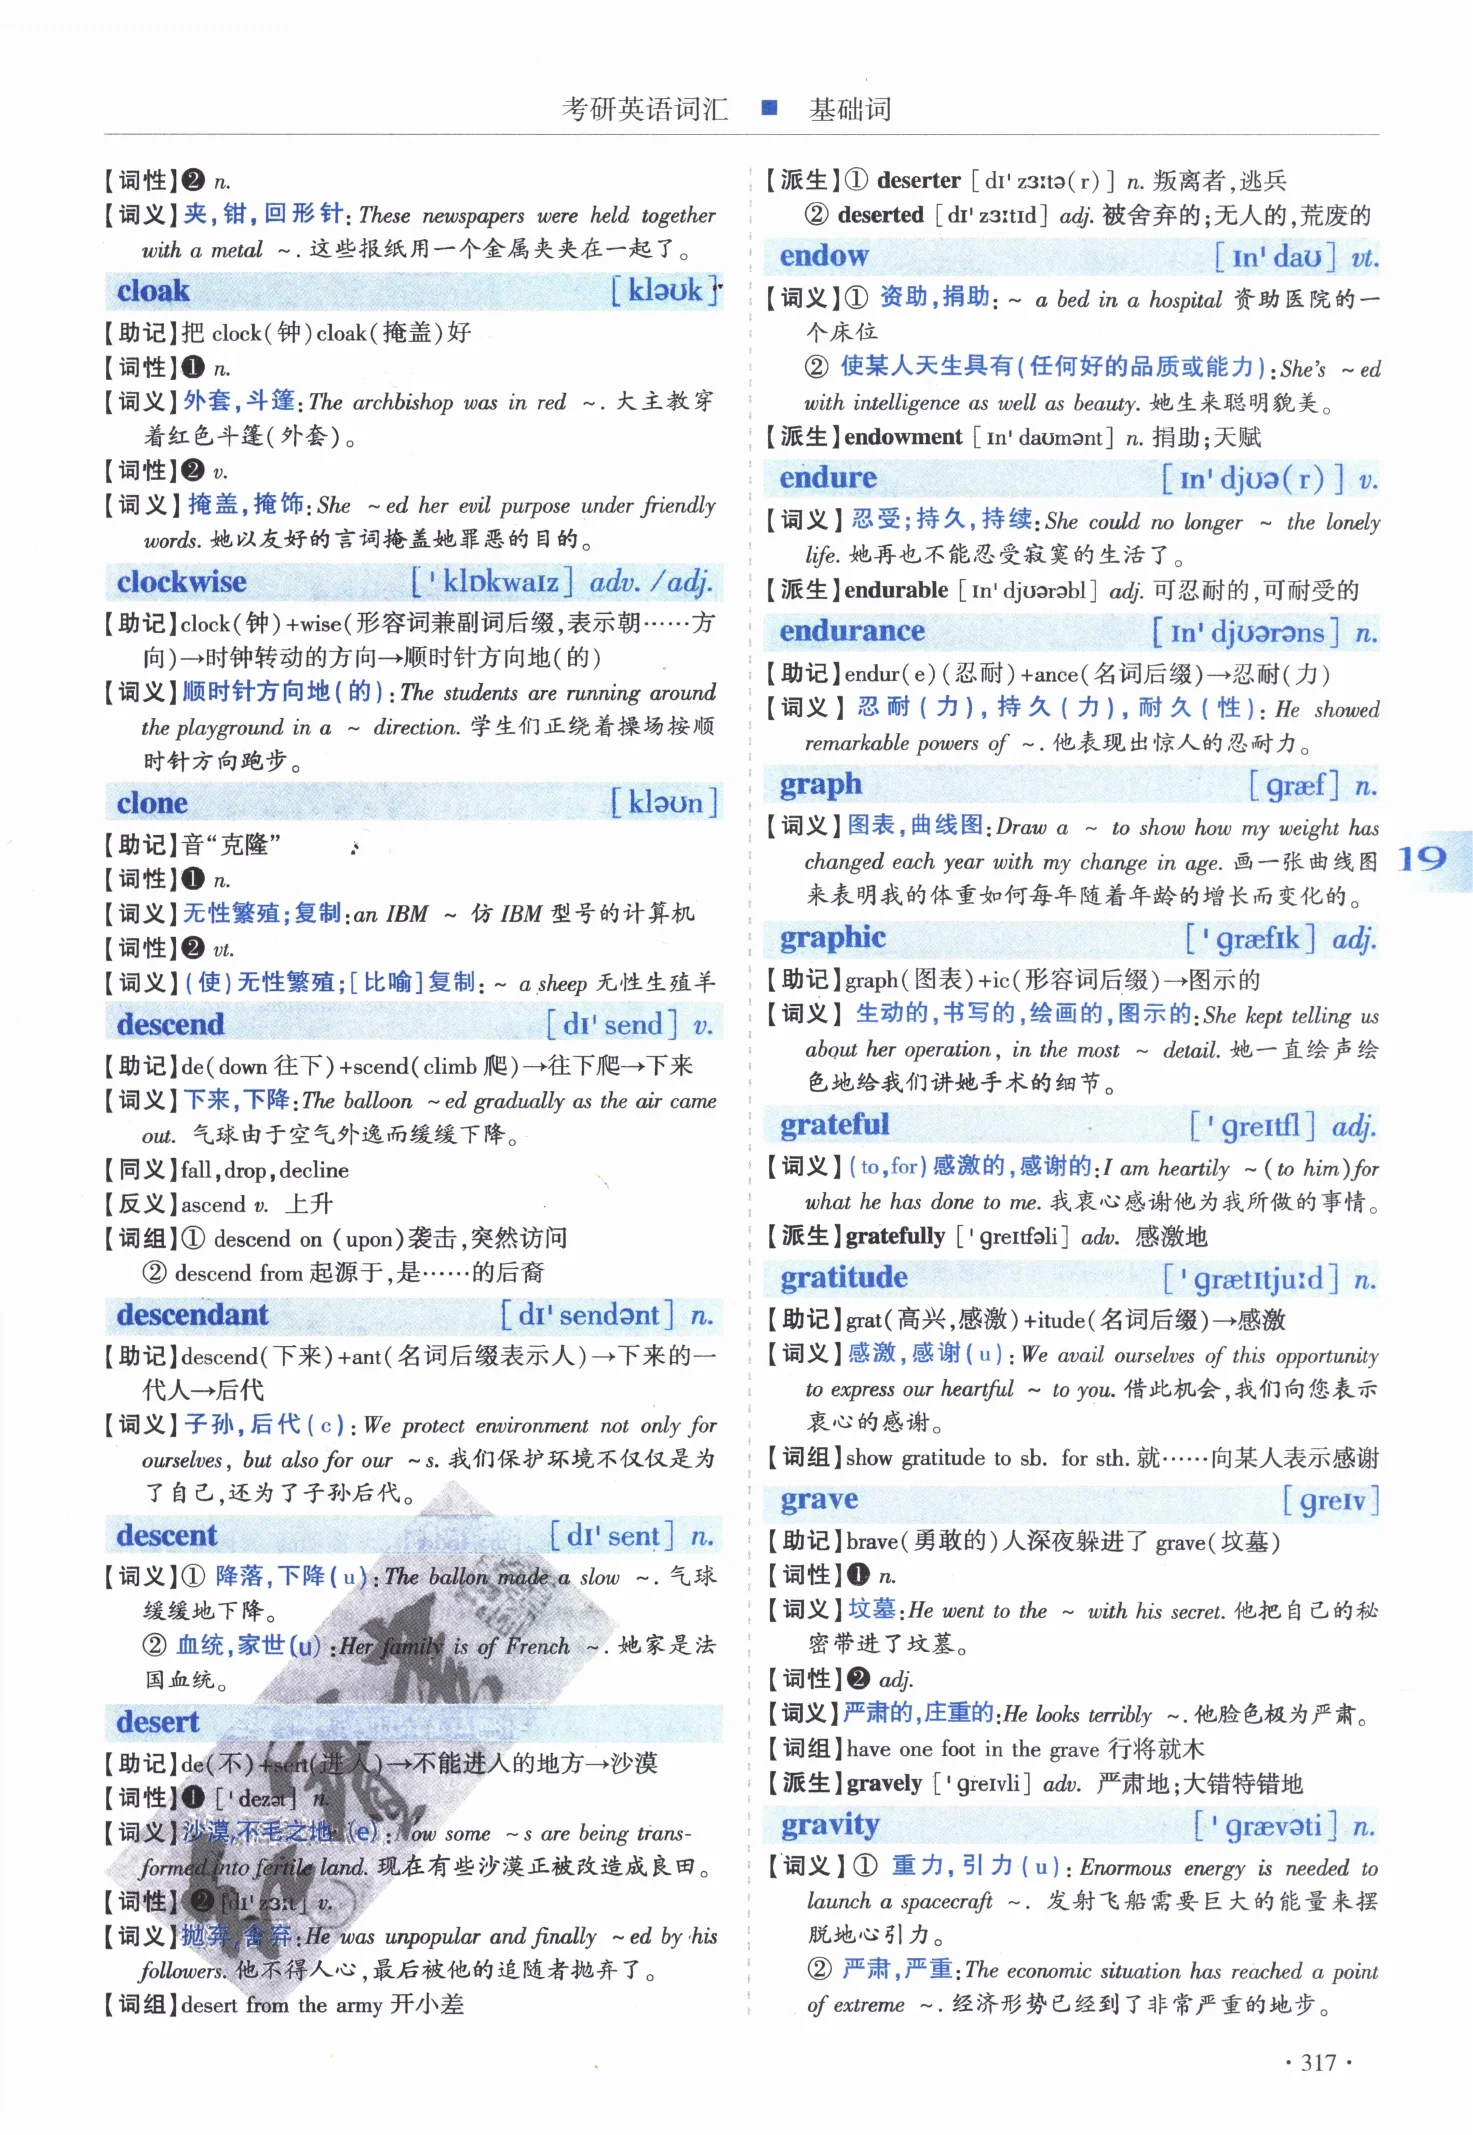 考研英语词汇 ■ 基础词
【词性】❷ n.
【词义】夹,钳,回形针: These newspapers were held together
with a metal ~ . 这些报纸用一个金属夹夹在一起了。
cloak [kləʊk]
【助记】把 clock(钟)cloak(掩盖)好
【词性】❶ n.
【词义】外套,斗篷: The archbishop was in red ~. 大主教穿
着红色斗篷(外套)。
【词性】❷ v.
【词义】掩盖,掩饰: She ~ed her evil purpose under friendly
words. 她以友好的言词掩盖她罪恶的目的。
clockwise [ˈklɒkwaɪz] adv. /adj.
【助记】clock(钟)+wise(形容词兼副词后缀,表示朝……方
向)→时钟转动的方向→顺时针方向地(的)
【词义】顺时针方向地(的): The students are running around
the playground in a ~ direction. 学生们正绕着操场按顺
时针方向跑步。
clone [kləʊn]
【助记】音“克隆”
【词性】❶ n.
【词义】无性繁殖;复制:an IBM ~ 仿 IBM 型号的计算机
【词性】❷ vt.
【词义】(使)无性繁殖;[比喻]复制: ~ a sheep 无性生殖羊
descend [dɪˈsend] v.
【助记】de(down 往下)+scend(climb 爬)→往下爬→下来
【词义】下来,下降: The balloon ~ed gradually as the air came
out. 气球由于空气外逸而缓缓下降。
【同义】fall,drop,decline
【反义】ascend v. 上升
【词组】① descend on (upon)袭击,突然访问
② descend from 起源于,是……的后裔
descendant [dɪˈsendənt] n.
【助记】descend(下来)+ant(名词后缀表示人)→下来的一
代人→后代
【词义】子孙,后代(c): We protect environment not only for
ourselves, but also for our ~s. 我们保护环境不仅仅是为
了自己,还为了子孙后代。
descent [dɪˈsent] n.
【词义】① 降落,下降(u): The ballon made a slow ~. 气球
缓缓地下降。
② 血统,家世(u) :Her family is of French ~. 她家是法
国血统。
desert
【助记】de(不)+sert(进入)→不能进入的地方→沙漠
【词性】❶ [ˈdezət] n.
【词义】沙漠,不毛之地 (c) : Now some ~s are being trans-
formed into fertile land. 现在有些沙漠正被改造成良田。
【词性】❷ [dɪˈzɜːt] v.
【词义】抛弃,舍弃:He was unpopular and finally ~ed by his
followers. 他不得人心,最后被他的追随者抛弃了。
【词组】desert from the army 开小差
【派生】① deserter [dɪˈzɜːtə(r)] n. 叛离者,逃兵
② deserted [dɪˈzɜːtɪd] adj. 被舍弃的;无人的,荒废的
endow [ɪnˈdaʊ] vt.
【词义】① 资助,捐助: ~ a bed in a hospital 资助医院的一
个床位
② 使某人天生具有(任何好的品质或能力):She's ~ed
with intelligence as well as beauty. 她生来聪明貌美。
【派生】endowment [ɪnˈdaʊmənt] n. 捐助;天赋
endure [ɪnˈdjʊə(r)] v.
【词义】忍受;持久,持续:She could no longer ~ the lonely
life. 她再也不能忍受寂寞的生活了。
【派生】endurable [ɪnˈdjʊərəbl] adj. 可忍耐的,可耐受的
endurance [ɪnˈdjʊərəns] n.
【助记】endur(e)(忍耐)+ance(名词后缀)→忍耐(力)
【词义】忍耐(力),持久(力),耐久(性): He showed
remarkable powers of ~. 他表现出惊人的忍耐力。
graph [græf] n.
【词义】图表,曲线图:Draw a ~ to show how my weight has
changed each year with my change in age. 画一张曲线图
来表明我的体重如何每年随着年龄的增长而变化的。
19
graphic [ˈgræfɪk] adj.
【助记】graph(图表)+ic(形容词后缀)→图示的
【词义】生动的,书写的,绘画的,图示的:She kept telling us
about her operation, in the most ~ detail. 她一直绘声绘
色地给我们讲她手术的细节。
grateful [ˈgreɪtfl] adj.
【词义】(to,for)感激的,感谢的:I am heartily ~ (to him)for
what he has done to me. 我衷心感谢他为我所做的事情。
【派生】gratefully [ˈgreɪtfəli] adv. 感激地
gratitude [ˈgrætɪtjuːd] n.
【助记】grat(高兴,感激)+itude(名词后缀)→感激
【词义】感激,感谢(u): We avail ourselves of this opportunity
to express our heartful ~ to you. 借此机会,我们向您表示
衷心的感谢。
【词组】show gratitude to sb. for sth. 就……向某人表示感谢
grave [greɪv]
【助记】brave(勇敢的)人深夜躲进了 grave(坟墓)
【词性】❶ n.
【词义】坟墓:He went to the ~ with his secret. 他把自己的秘
密带进了坟墓。
【词性】❷ adj.
【词义】严肃的,庄重的:He looks terribly ~. 他脸色极为严肃。
【词组】have one foot in the grave 行将就木
【派生】gravely [ˈgreɪvli] adv. 严肃地;大错特错地
gravity [ˈgrævəti] n.
【词义】① 重力,引力(u): Enormous energy is needed to
launch a spacecraft ~. 发射飞船需要巨大的能量来摆
脱地心引力。
② 严肃,严重:The economic situation has reached a point
of extreme ~. 经济形势已经到了非常严重的地步。
· 317 ·